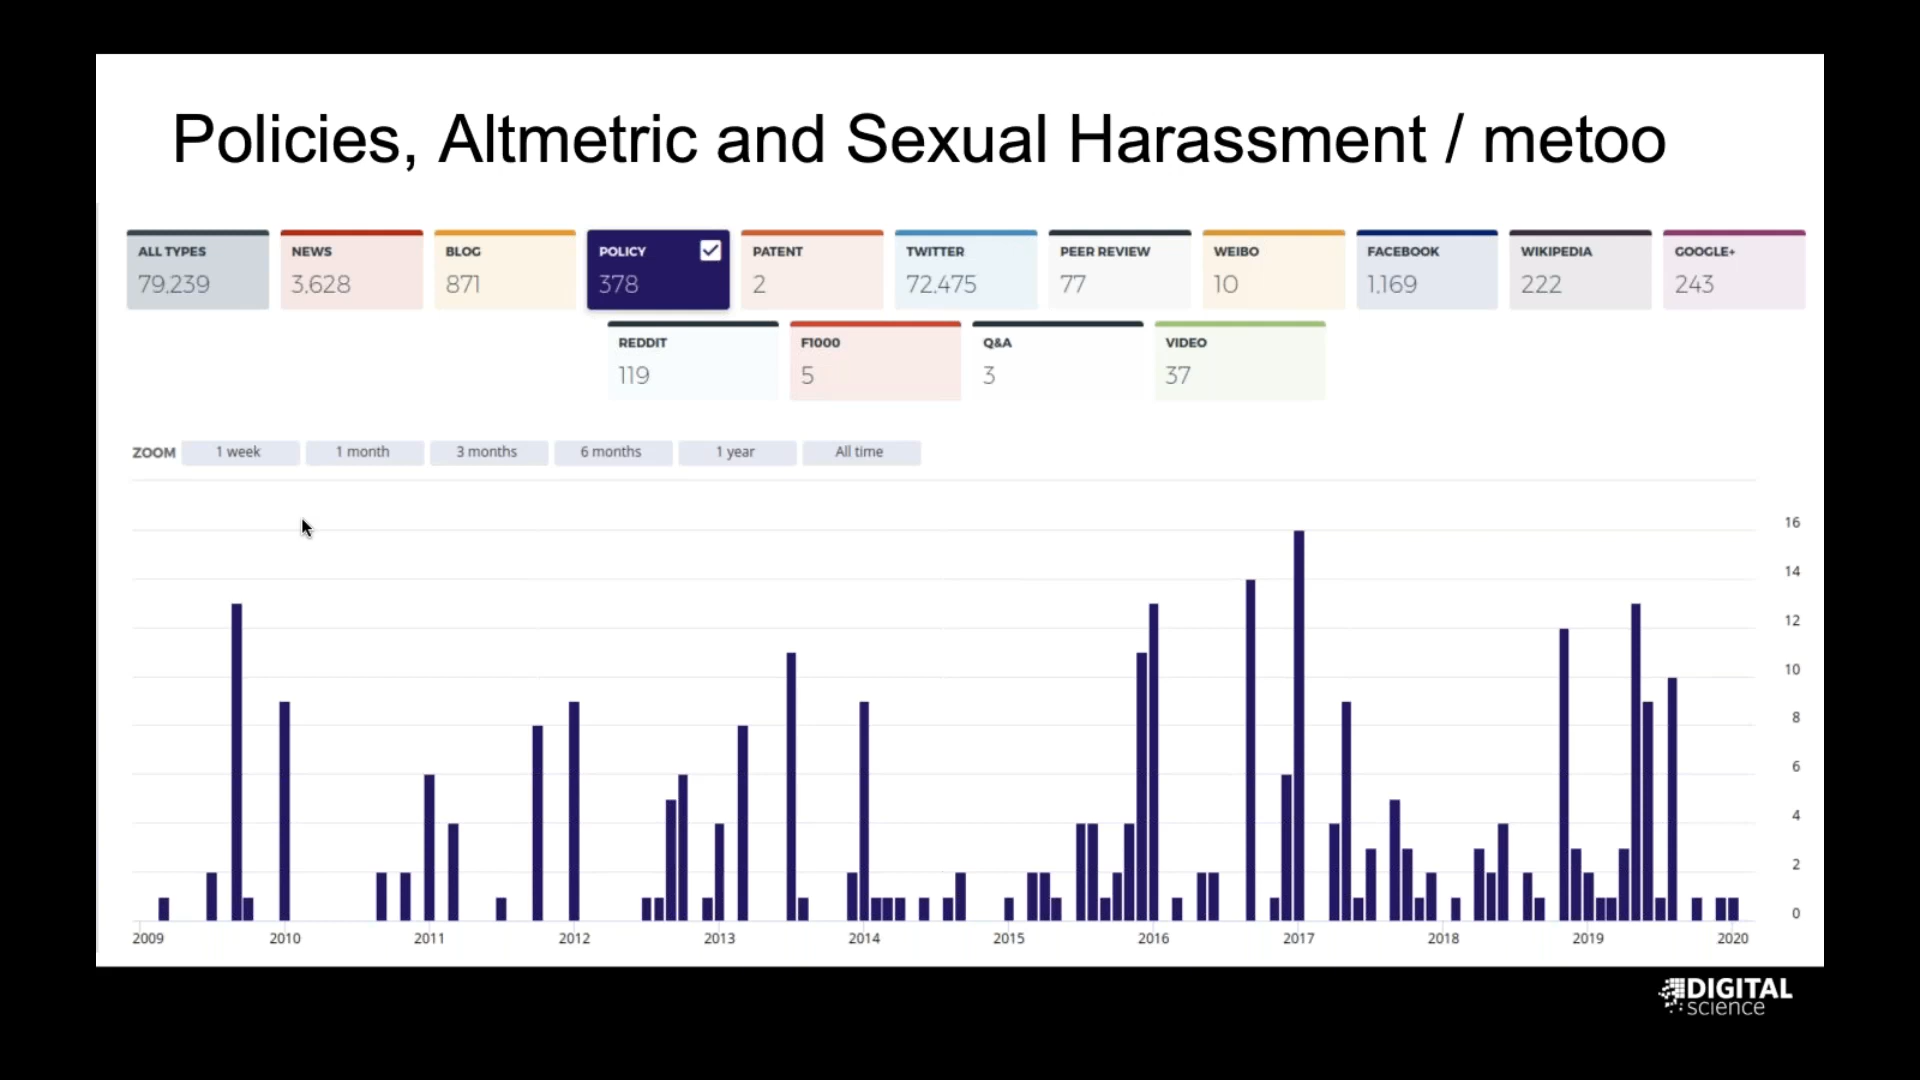 Policies, Altmetric and Sexual Harassment / metoo
ALL TYPES NEWS BLOG POLICY PATENT TWITTER PEER REVIEW WEIBO FACEBOOK WIKIPEDIA GOOGLE+
79,239 3,628 871 378 2 72,475 77 10 1,169 222 243
REDDIT F1000 Q&A VIDEO
119 5 3 37
ZOOM 1 week 1 month 3 months 6 months 1 year All time
16
14
12
10
8
6
4
2
0
2009 2010 2011 2012 2013 2014 2015 2016 2017 2018 2019 2020
DIGITAL
science